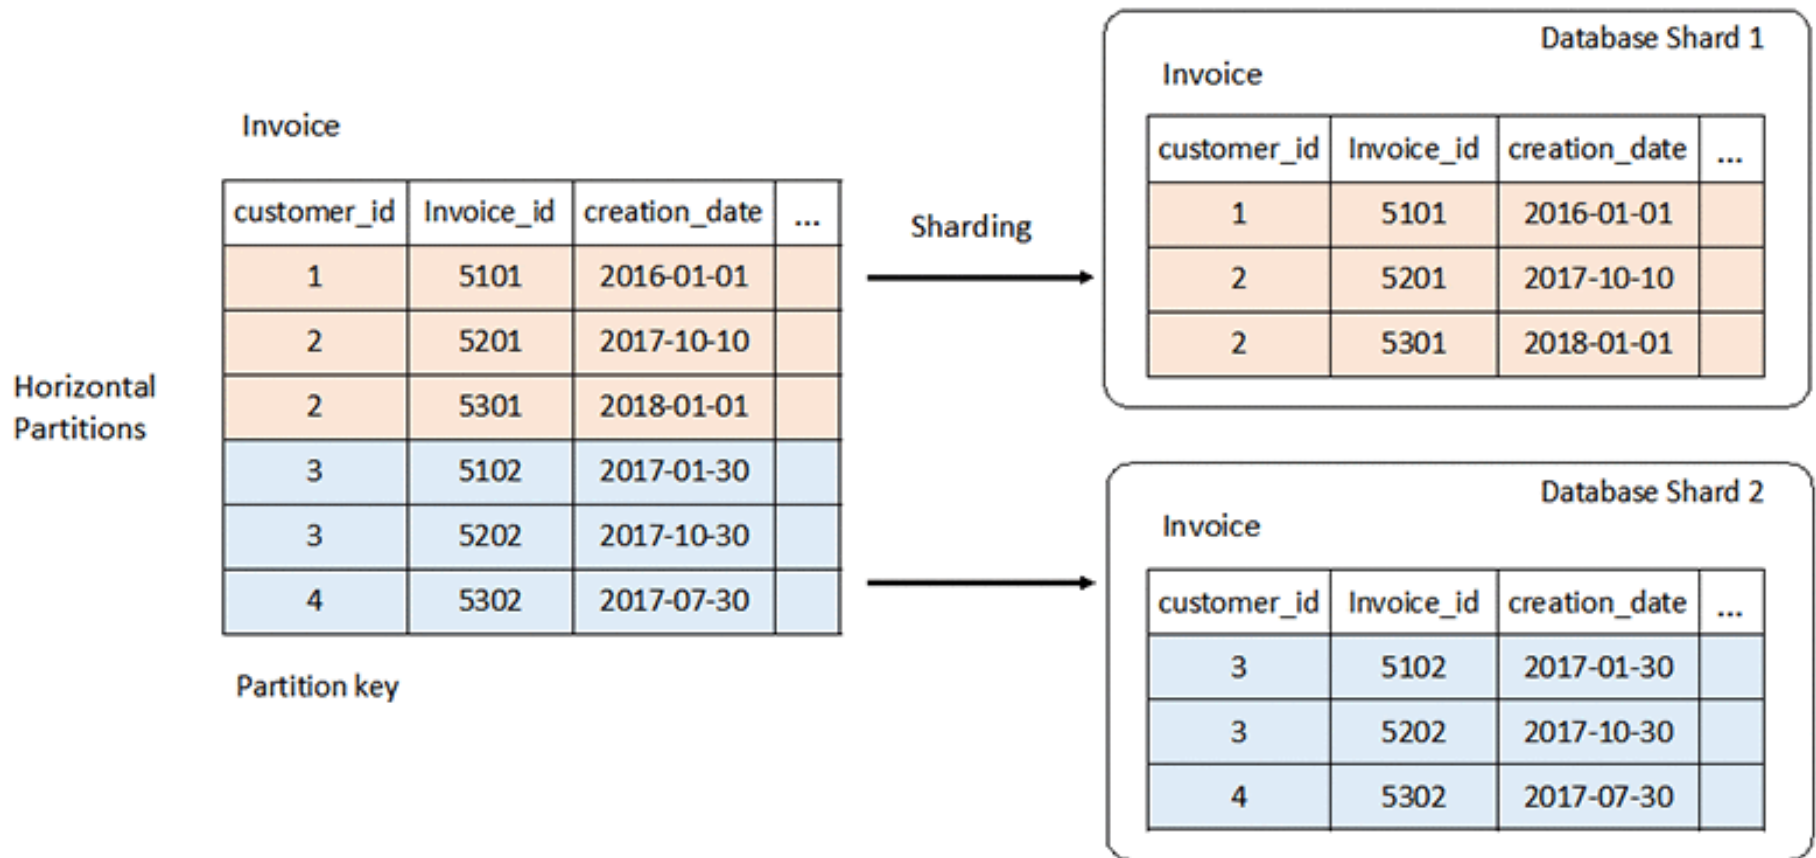 Invoice
customer_id Invoice_id creation_date ...
1 5101 2016-01-01
2 5201 2017-10-10
2 5301 2018-01-01
3 5102 2017-01-30
3 5202 2017-10-30
4 5302 2017-07-30
Horizontal
Partitions
Partition key
Sharding
Database Shard 1
Invoice
customer_id Invoice_id creation_date ...
1 5101 2016-01-01
2 5201 2017-10-10
2 5301 2018-01-01
Database Shard 2
Invoice
customer_id Invoice_id creation_date ...
3 5102 2017-01-30
3 5202 2017-10-30
4 5302 2017-07-30